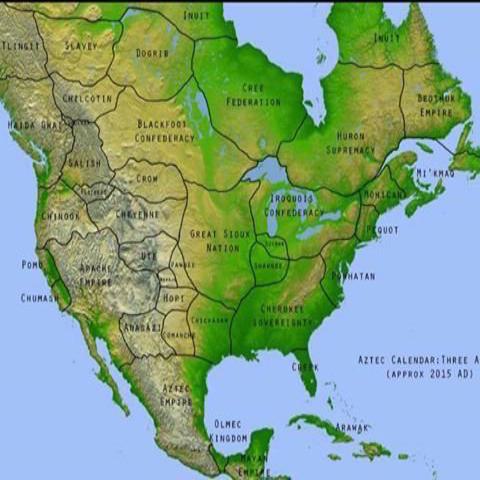 INUIT
TLINGIT
SLAVEY
DOGRIB
INUIT
CHILCOTIN
CREE
FEDERATION
BEOTHUK
EMPIRE
HAIDA GWAI
BLACKFOOT
CONFEDERACY
HURON
SUPREMACY
SALISH
CROW
MI'KMAQ
MOHICAN
CHINOOK
CHEYENNE
IROQUOIS
CONFEDERACY
GREAT SIOUX
NATION
PEQUOT
UTE
PAWNEE
SHAWNEE
POMO
APACHE
EMPIRE
POWHATAN
CHUMASH
HOPI
ANASAZI
CHICKASAW
COMANCHE
CHEROKEE
SOVEREIGNTY
CREEK
AZTEC CALENDAR:THREE A
(APPROX 2015 AD)
AZTEC
EMPIRE
OLMEC
KINGDOM
ARAWAK
MAYAN
EMPIRE